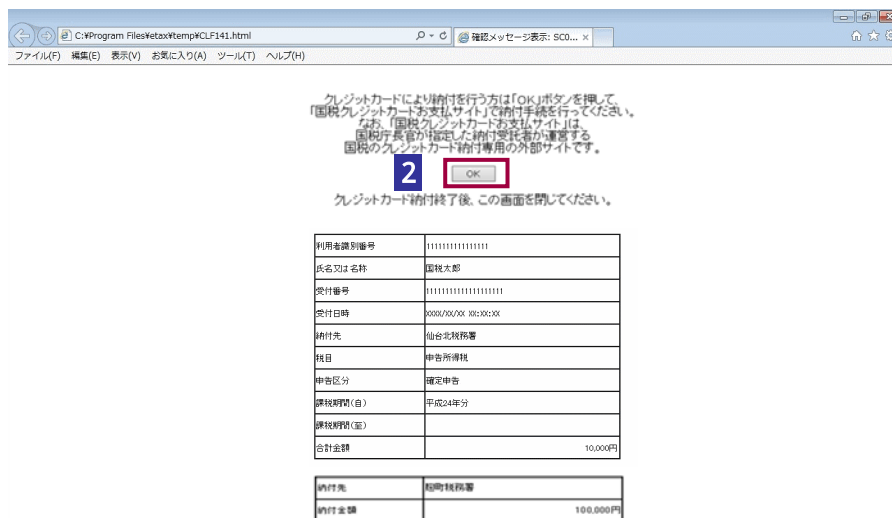 C:¥Program Files¥etax¥temp¥CLF141.html
確認メッセージ表示: SC0...
ファイル(F) 編集(E) 表示(V) お気に入り(A) ツール(T) ヘルプ(H)
クレジットカードにより納付を行う方は「OK」ボタンを押して、
「国税クレジットカードお支払サイト」で納付手続を行ってください。
なお、「国税クレジットカードお支払サイト」は、
国税庁長官が指定した納付受託者が運営する
国税のクレジットカード納付専用の外部サイトです。
2 OK
クレジットカード納付終了後、この画面を閉じてください。
利用者識別番号 1111111111111111
氏名又は名称 国税太郎
受付番号 11111111111111111111
受付日時 XXXX/XX/XX XX:XX:XX
納付先 仙台北税務署
税目 申告所得税
申告区分 確定申告
課税期間(自) 平成24年分
課税期間(至)
合計金額 10,000円
納付先 麹町税務署
納付金額 100,000円